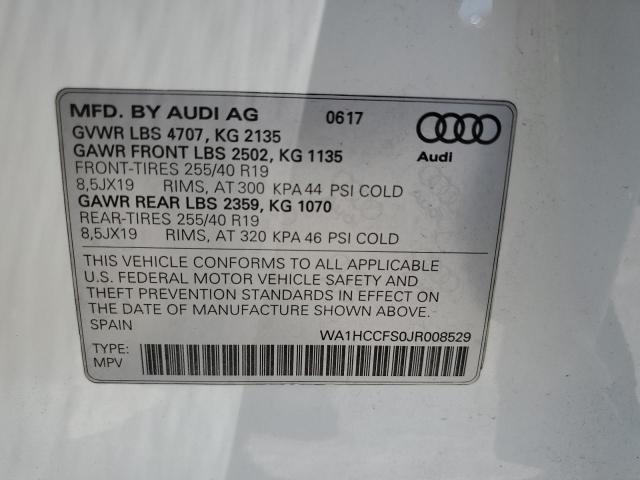 MFD. BY AUDI AG 0617
GVWR LBS 4707, KG 2135
GAWR FRONT LBS 2502, KG 1135
Audi
FRONT-TIRES 255/40 R19
8,5JX19 RIMS, AT 300 KPA 44 PSI COLD
GAWR REAR LBS 2359, KG 1070
REAR-TIRES 255/40 R19
8,5JX19 RIMS, AT 320 KPA 46 PSI COLD
THIS VEHICLE CONFORMS TO ALL APPLICABLE
U.S. FEDERAL MOTOR VEHICLE SAFETY AND
THEFT PREVENTION STANDARDS IN EFFECT ON
THE DATE OF MANUFACTURE SHOWN ABOVE.
SPAIN WA1HCCFS0JR008529
TYPE:
MPV